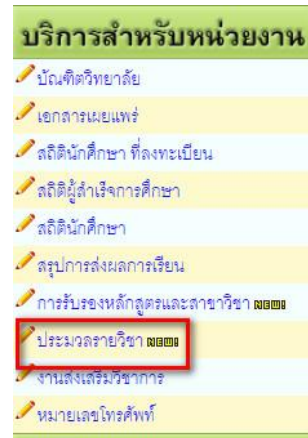 บริการสำหรับหน่วยงาน
บัณฑิตวิทยาลัย
เอกสารเผยแพร่
สถิตินักศึกษา ที่ลงทะเบียน
สถิติผู้สำเร็จการศึกษา
สถิตินักศึกษา
สรุปการส่งผลการเรียน
การรับรองหลักสูตรและสาขาวิชา NEW!
ประมวลรายวิชา NEW!
งานส่งเสริมวิชาการ
หมายเลขโทรศัพท์